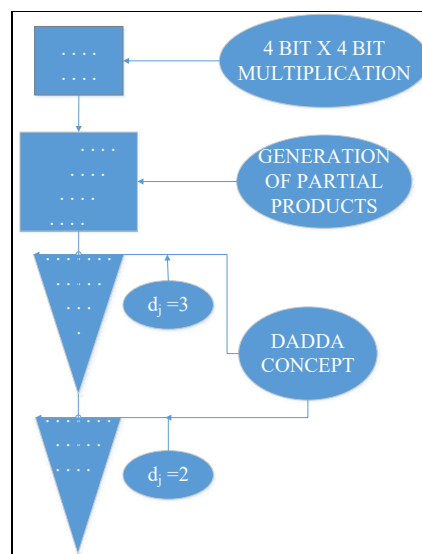 4 BIT X 4 BIT
MULTIPLICATION
GENERATION
OF PARTIAL
PRODUCTS
dj =3
DADDA
CONCEPT
dj =2